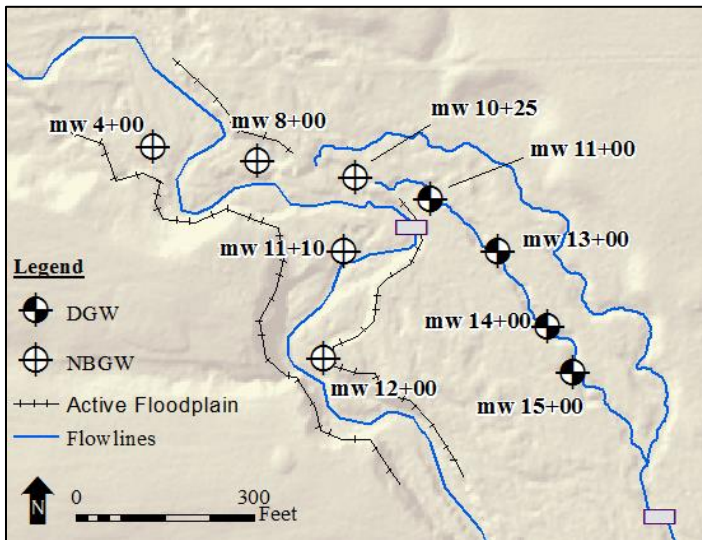 mw 10+25
mw 8+00
mw 4+00
mw 11+00
mw 11+10
mw 13+00
Legend
DGW
mw 14+00
NBGW
mw 12+00
mw 15+00
Active Floodplain
Flowlines
N
0 300
Feet